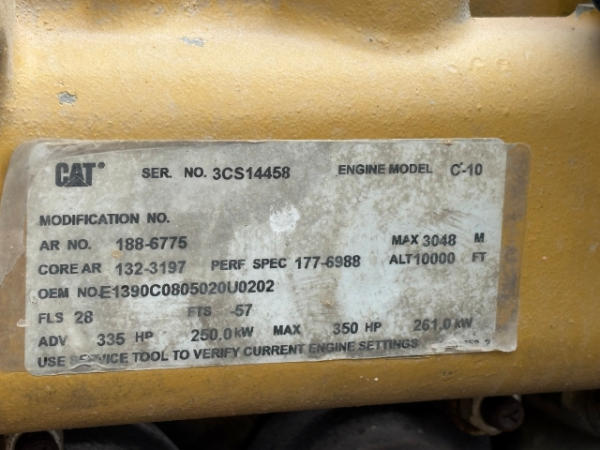 CAT SER. NO. 3CS14458 ENGINE MODEL C-10
MODIFICATION NO.
AR NO. 188-6775 MAX 3048 M
CORE AR 132-3197 PERF SPEC 177-6988 ALT 10000 FT
OEM NO. E1390C0805020U0202
FLS 28 FTS -57
ADV 335 HP 250.0 kW MAX 350 HP 261.0 kW
USE SERVICE TOOL TO VERIFY CURRENT ENGINE SETTINGS